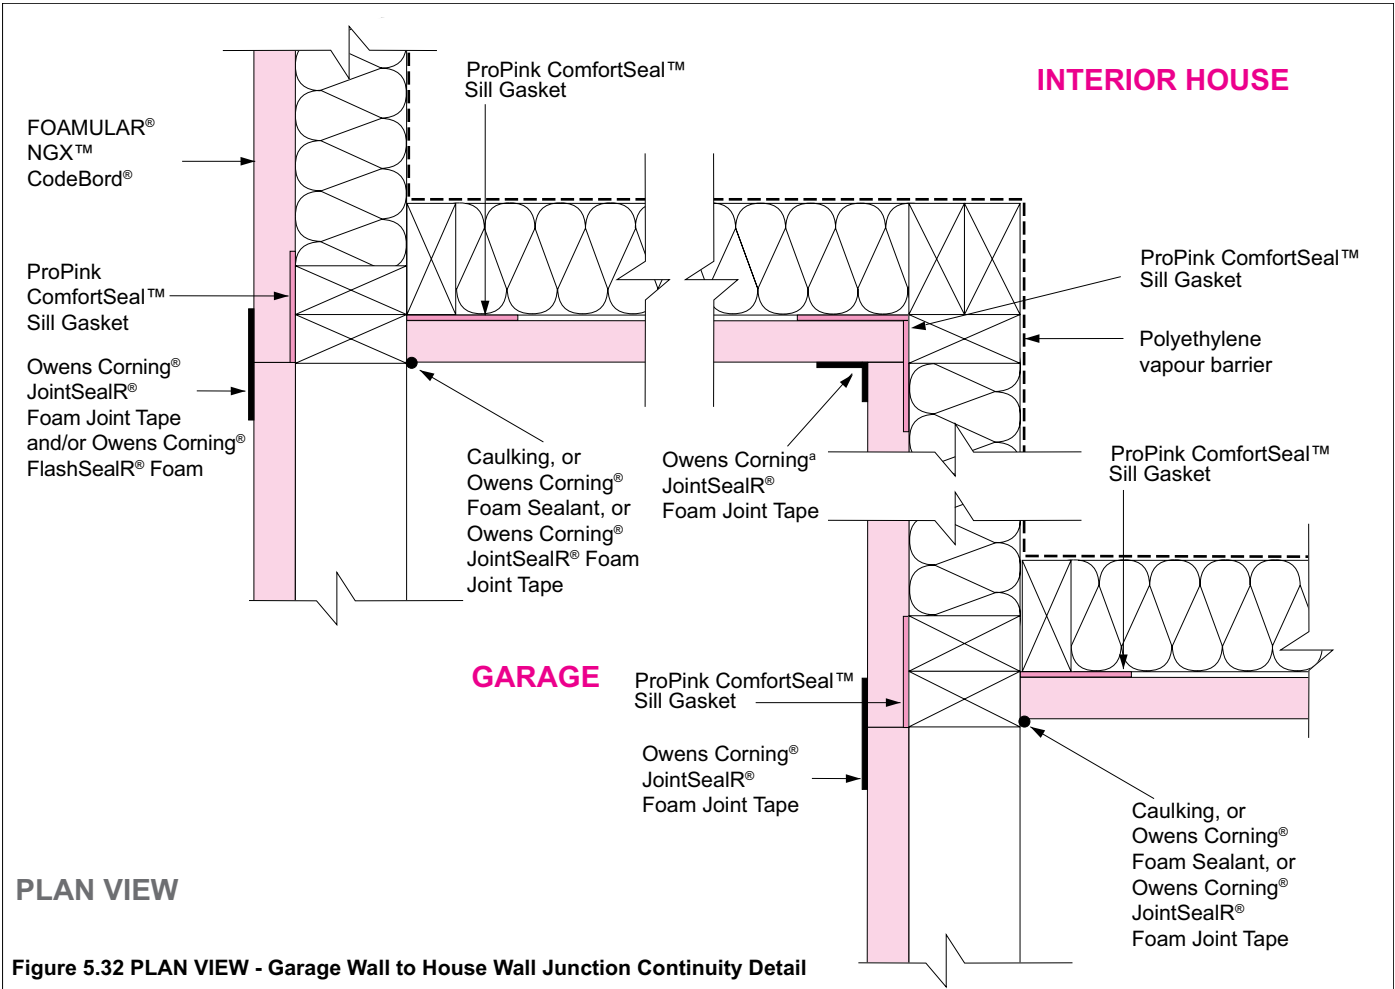 ProPink ComfortSeal™
Sill Gasket
INTERIOR HOUSE
FOAMULAR®
NGX™
CodeBord®
ProPink
ComfortSeal™
Sill Gasket
Owens Corning®
JointSealR®
Foam Joint Tape
and/or Owens Corning®
FlashSealR® Foam
Caulking, or
Owens Corning®
Foam Sealant, or
Owens Corning®
JointSealR® Foam
Joint Tape
Owens Corningª
JointSealR®
Foam Joint Tape
ProPink ComfortSeal™
Sill Gasket
Polyethylene
vapour barrier
ProPink ComfortSeal™
Sill Gasket
GARAGE
ProPink ComfortSeal™
Sill Gasket
Owens Corning®
JointSealR®
Foam Joint Tape
Caulking, or
Owens Corning®
Foam Sealant, or
Owens Corning®
JointSealR®
Foam Joint Tape
PLAN VIEW
Figure 5.32 PLAN VIEW - Garage Wall to House Wall Junction Continuity Detail